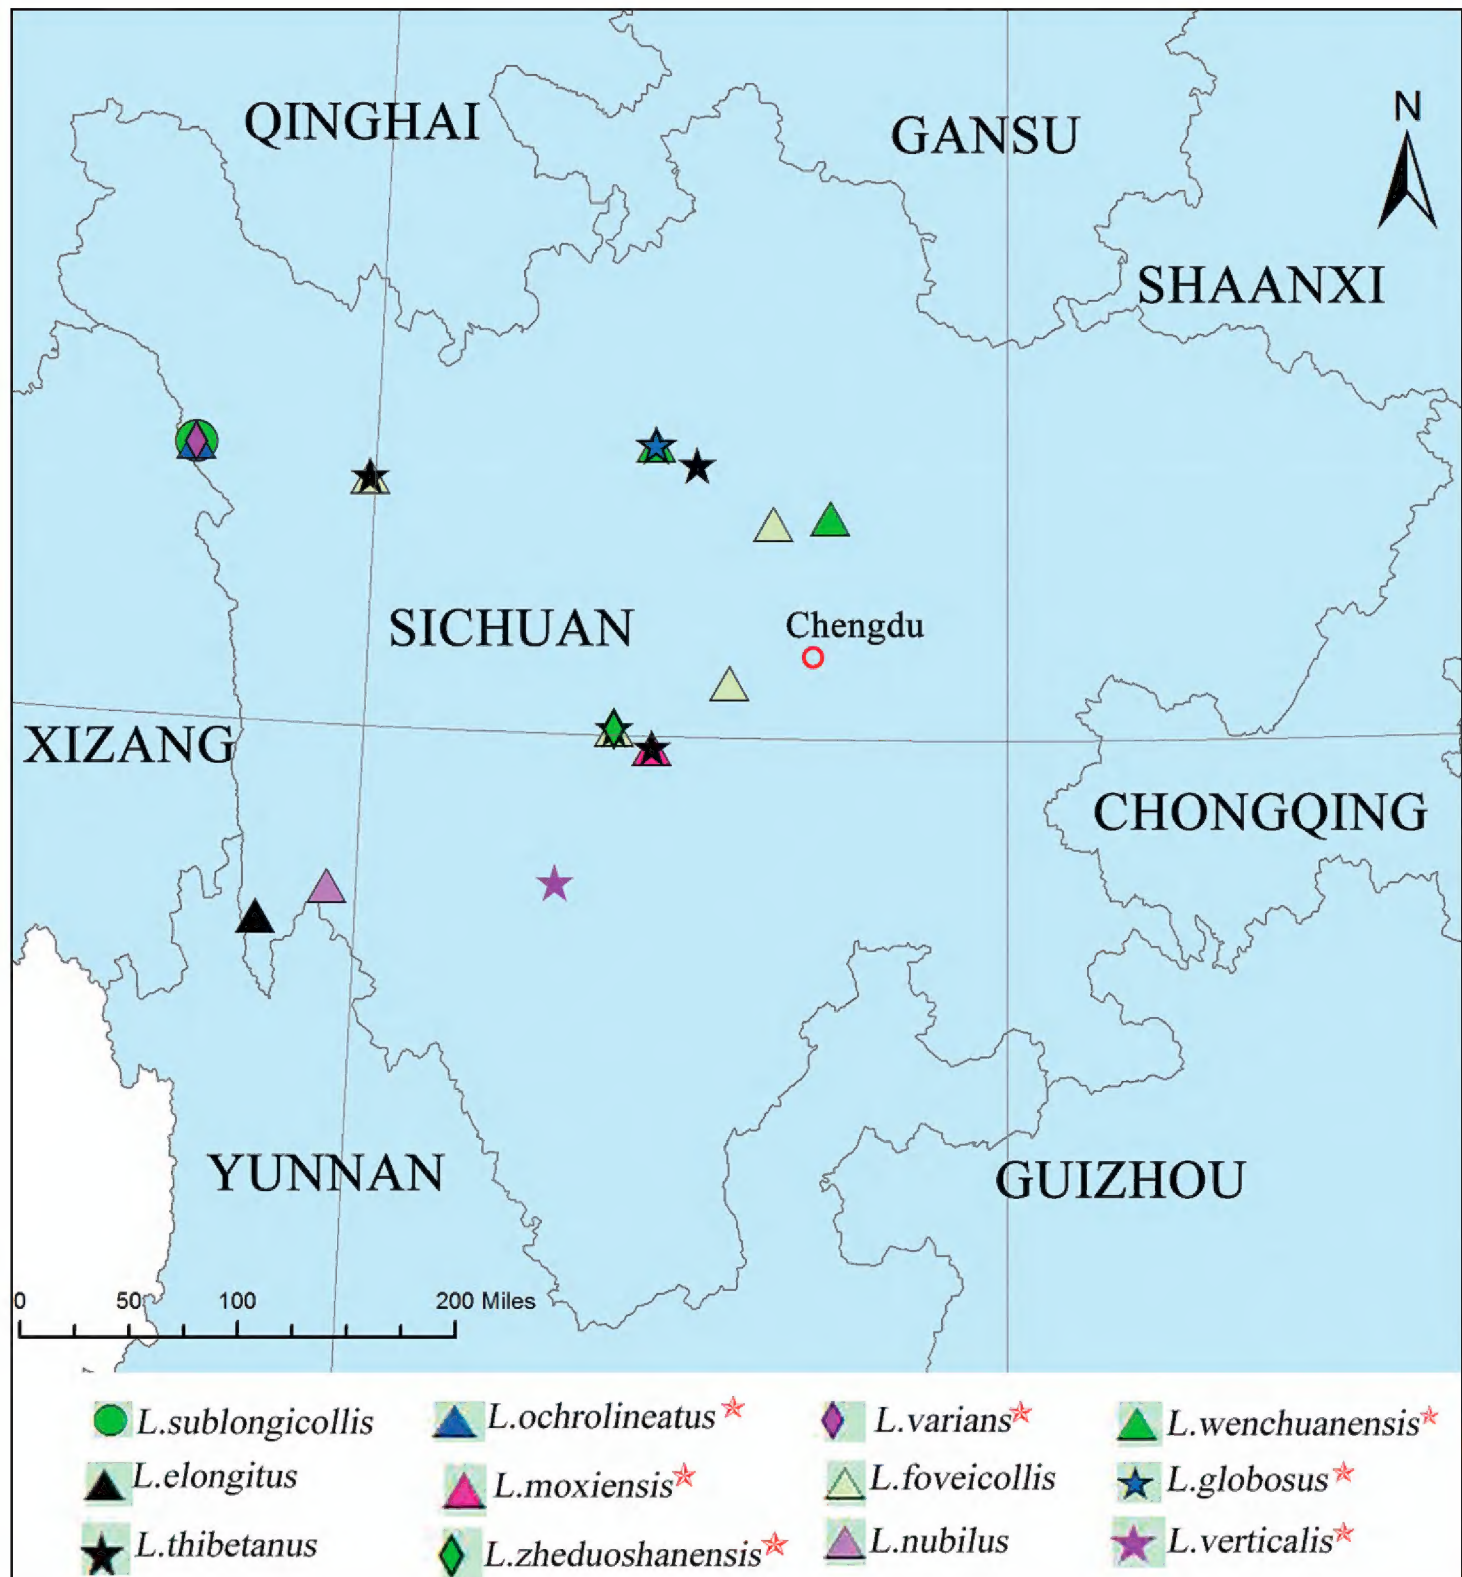 QINGHAI
GANSU
N
SHAANXI
SICHUAN
Chengdu
XIZANG
CHONGQING
YUNNAN
GUIZHOU
0 50 100 200 Miles
L.sublongicollis L.ochrolineatus L.varians L.wenchuanensis
L.elongitus L.moxiensis L.foveicollis L.globosus
L.thibetanus L.zheduoshanensis L.nubilus L.verticalis